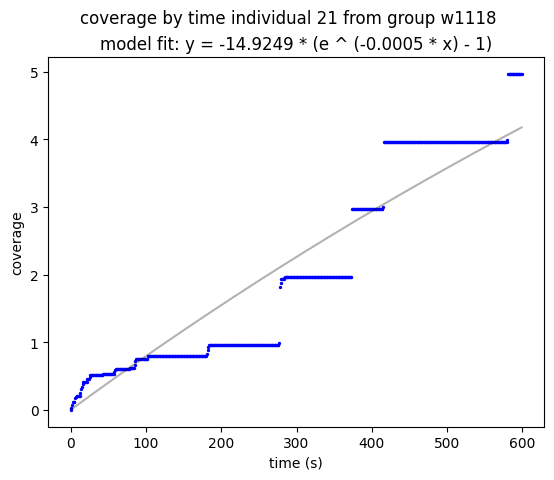 coverage by time individual 21 from group w1118
model fit: y = -14.9249 * (e ^ (-0.0005 * x) - 1)
5
4
3
2
1
0
coverage
0 100 200 300 400 500 600
time (s)